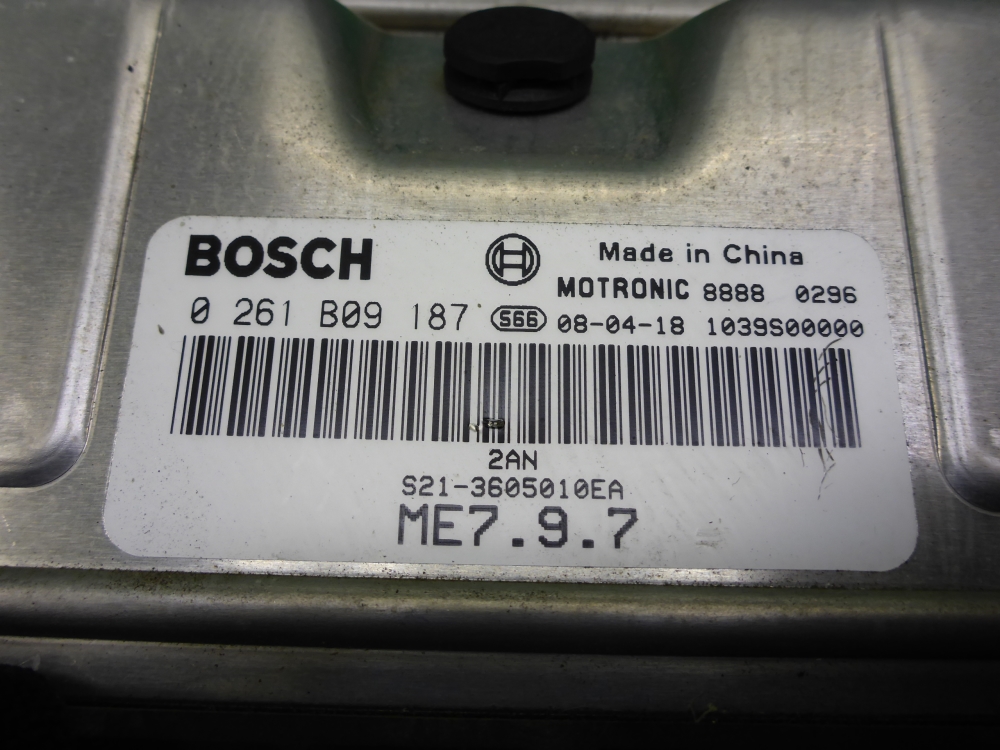 BOSCH
Made in China
MOTRONIC 8888 0296
0 261 B09 187 S66 08-04-18 1039S00000
2AN
S21-3605010EA
ME7.9.7